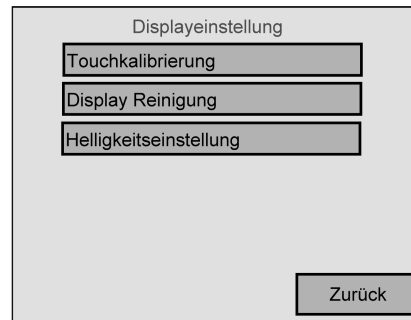 Displayeinstellung
Touchkalibrierung
Display Reinigung
Helligkeitseinstellung
Zurück